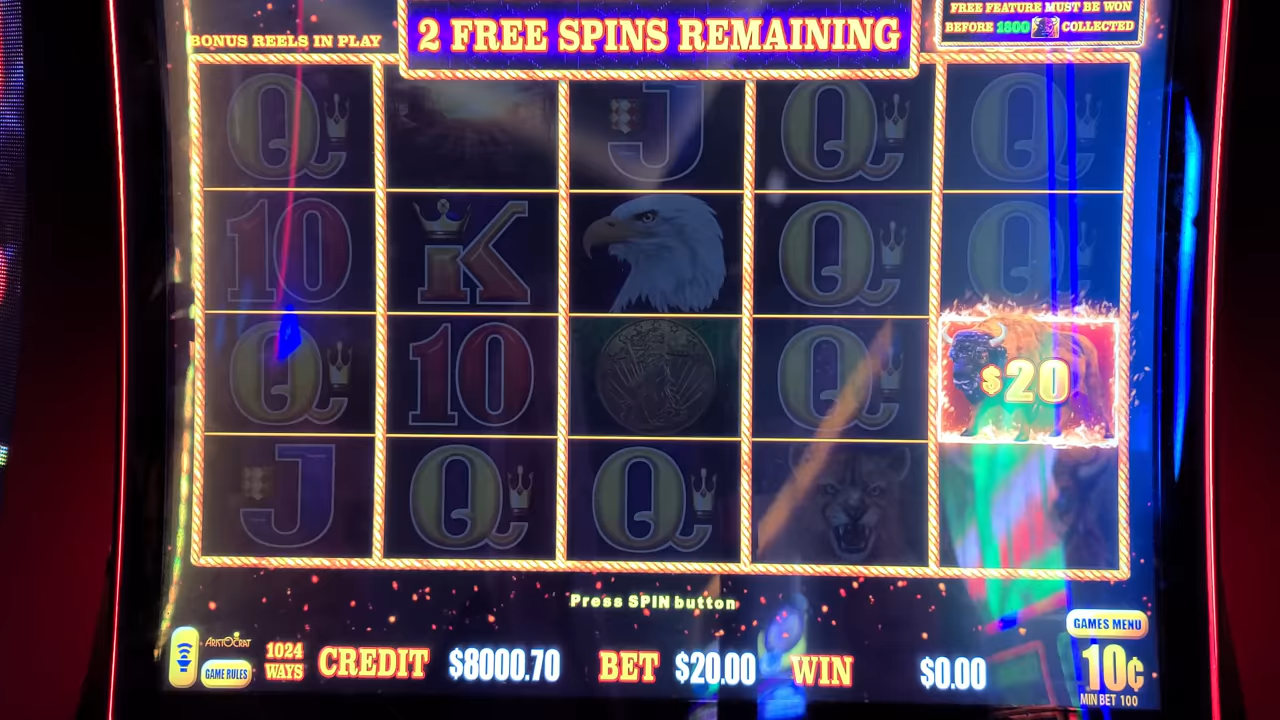 FREE FEATURE MUST BE WON
BEFORE 1800 COLLECTED
BONUS REELS IN PLAY
2 FREE SPINS REMAINING
Q J Q Q
10 K Q Q
Q 10 Q $20
J Q Q
Press SPIN button
ARISTOCRAT
GAME RULES
1024
WAYS
CREDIT $8000.70 BET $20.00 WIN $0.00
GAMES MENU
10¢
MIN BET 100